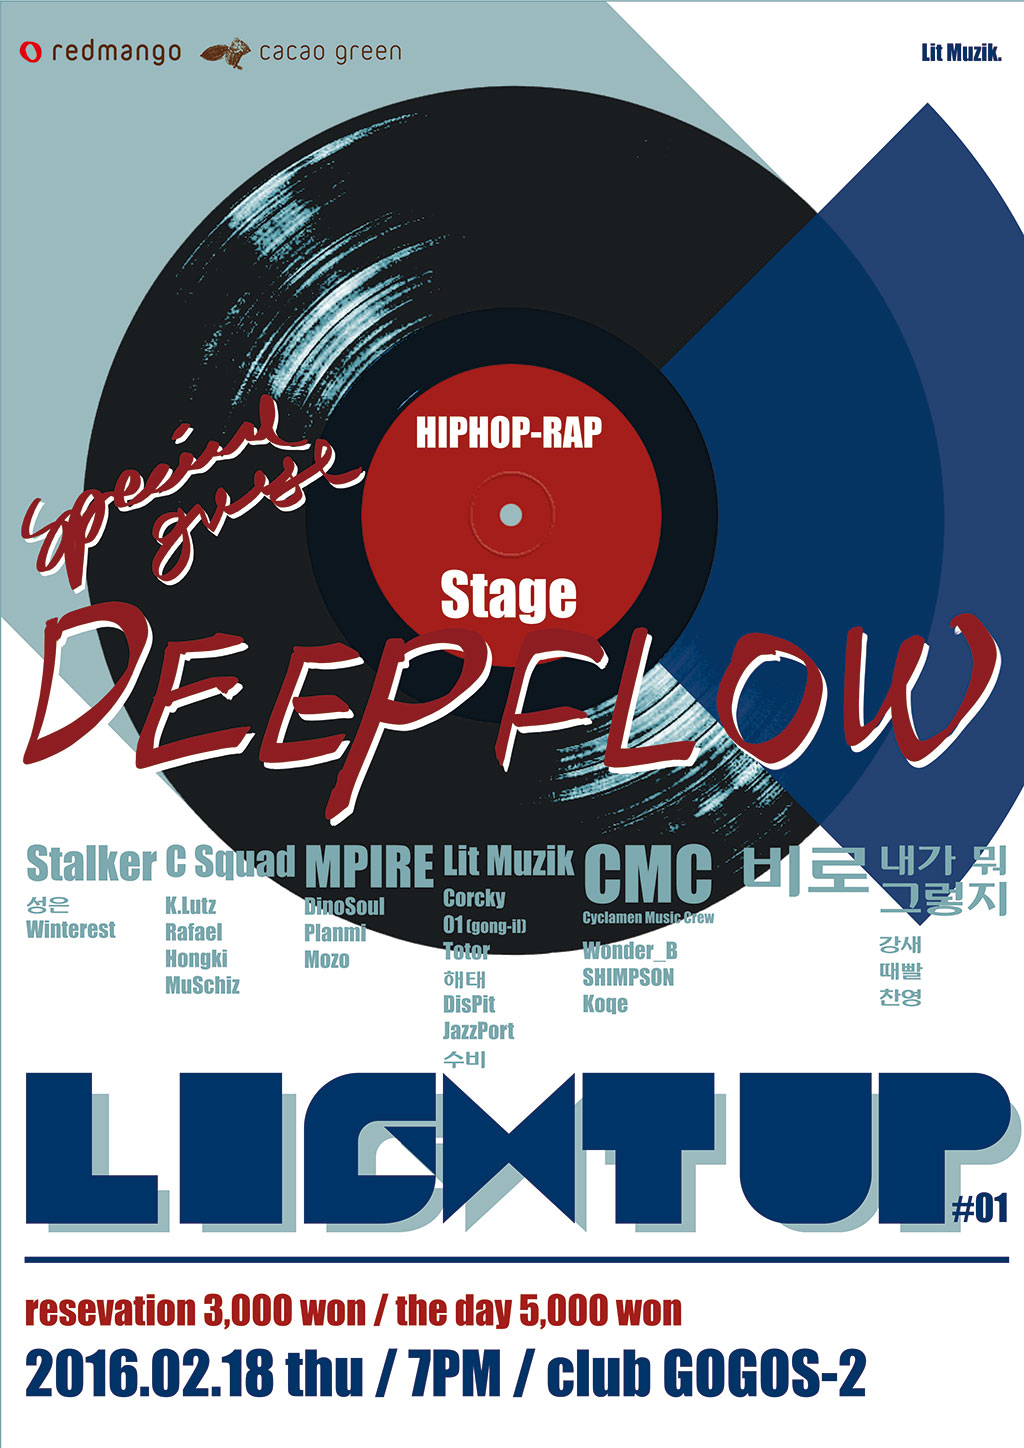 redmango
cacao green
Lit Muzik.
HIPHOP-RAP
Stage
special
guest
DEEPFLOW
Stalker
성은
Winterest
C Squad
K.Lutz
Rafael
Hongki
MuSchiz
MPIRE
DinoSoul
Planmi
Mozo
Lit Muzik
Corcky
01 (gong-il)
Totor
해태
DisPit
JazzPort
수비
CMC
Cyclamen Music Crew
Wonder_B
SHIMPSON
Koqe
비로
내가 뭐
그렇지
강새
때빨
찬영
LIGHTUP
#01
resevation 3,000 won / the day 5,000 won
2016.02.18 thu / 7PM / club GOGOS-2